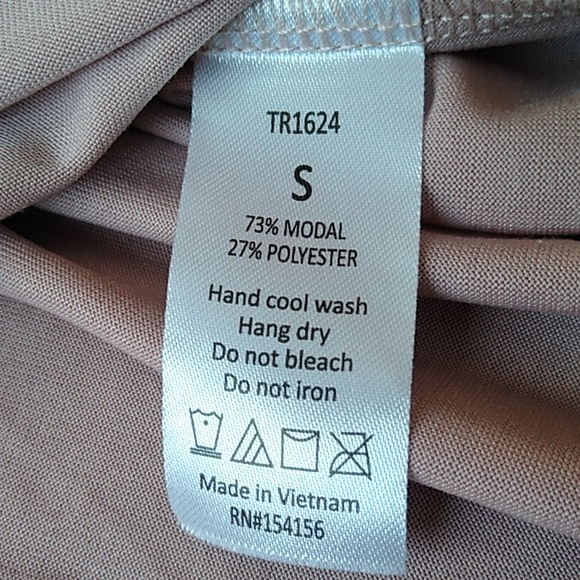 TR1624
S
73% MODAL
27% POLYESTER
Hand cool wash
Hang dry
Do not bleach
Do not iron
Made in Vietnam
RN#154156